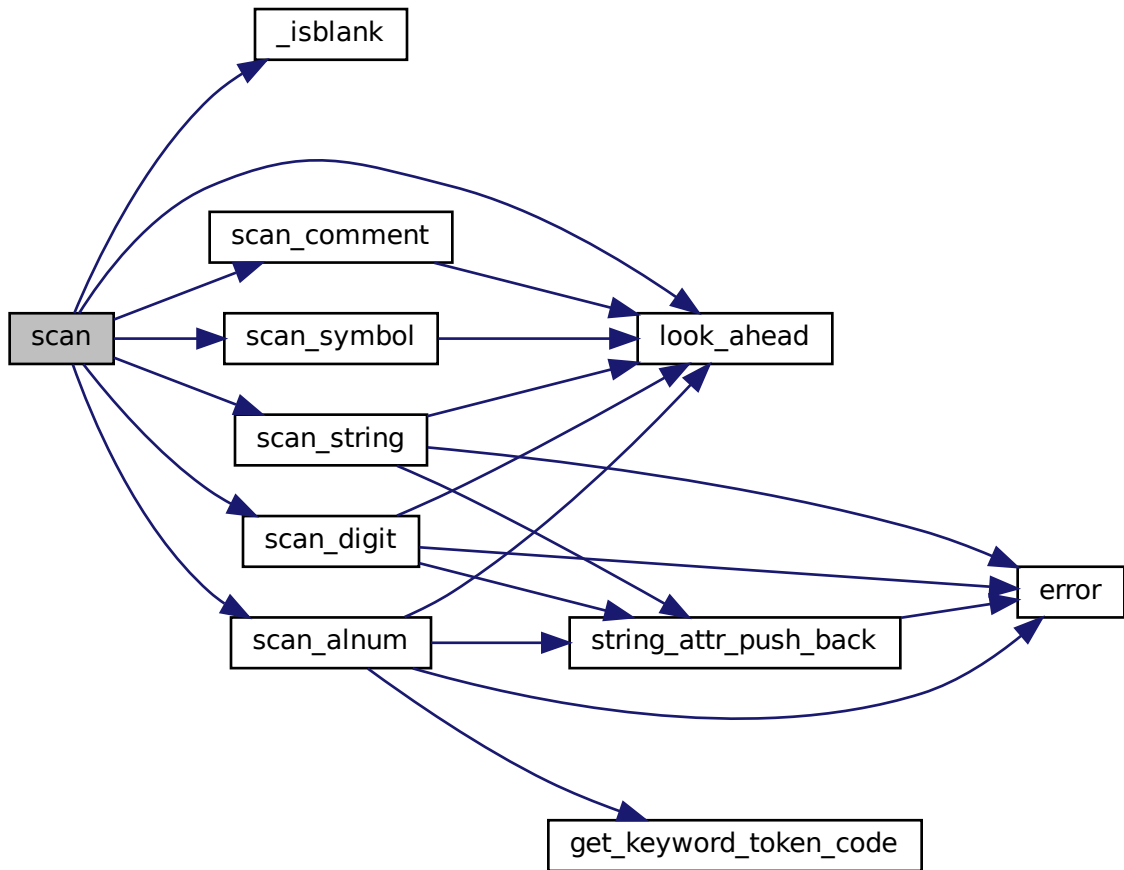 _isblank
scan_comment
scan
scan_symbol
look_ahead
scan_string
scan_digit
error
scan_alnum
string_attr_push_back
get_keyword_token_code